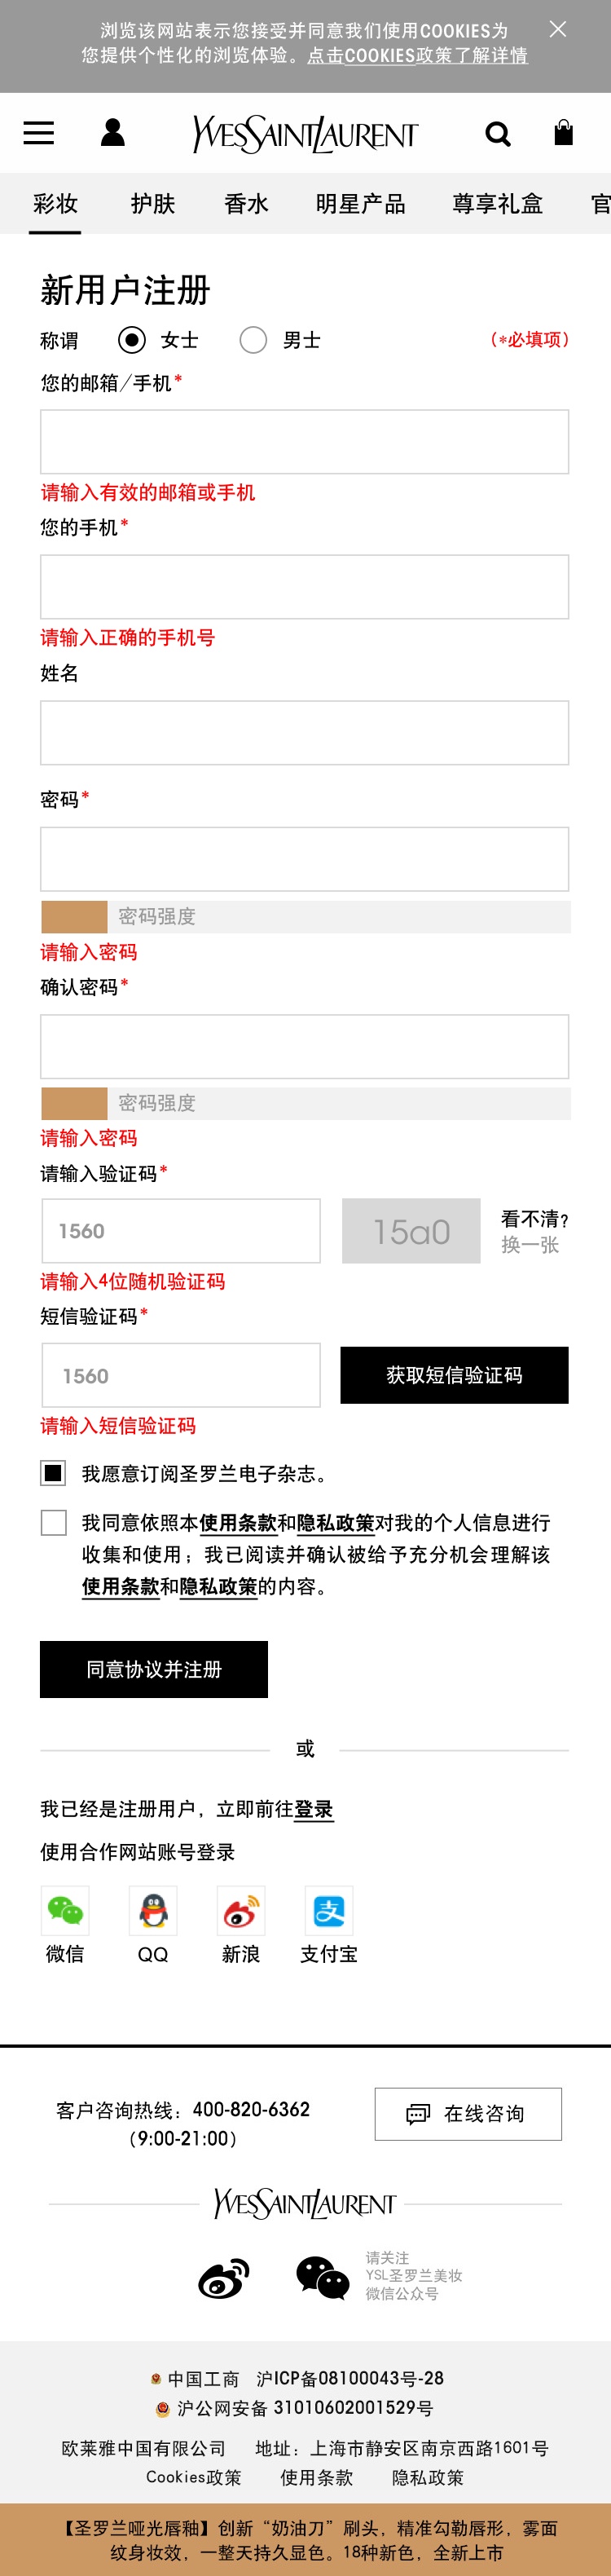 浏览该网站表示您接受并同意我们使用COOKIES为
您提供个性化的浏览体验。点击COOKIES政策了解详情
YVESSAINTLAURENT
彩妆 护肤 香水 明星产品 尊享礼盒 官
新用户注册
称谓 女士 男士 （*必填项）
您的邮箱/手机*
请输入有效的邮箱或手机
您的手机*
请输入正确的手机号
姓名
密码*
密码强度
请输入密码
确认密码*
密码强度
请输入密码
请输入验证码*
1560 15a0 看不清?
换一张
请输入4位随机验证码
短信验证码*
1560 获取短信验证码
请输入短信验证码
我愿意订阅圣罗兰电子杂志。
我同意依照本使用条款和隐私政策对我的个人信息进行
收集和使用；我已阅读并确认被给予充分机会理解该
使用条款和隐私政策的内容。
同意协议并注册
或
我已经是注册用户，立即前往登录
使用合作网站账号登录
微信 QQ 新浪 支付宝
客户咨询热线：400-820-6362
（9:00-21:00）
在线咨询
YVESSAINTLAURENT
请关注
YSL圣罗兰美妆
微信公众号
中国工商 沪ICP备08100043号-28
沪公网安备 31010602001529号
欧莱雅中国有限公司 地址：上海市静安区南京西路1601号
Cookies政策 使用条款 隐私政策
【圣罗兰哑光唇釉】创新“奶油刀”刷头，精准勾勒唇形，雾面
纹身妆效，一整天持久显色。18种新色，全新上市